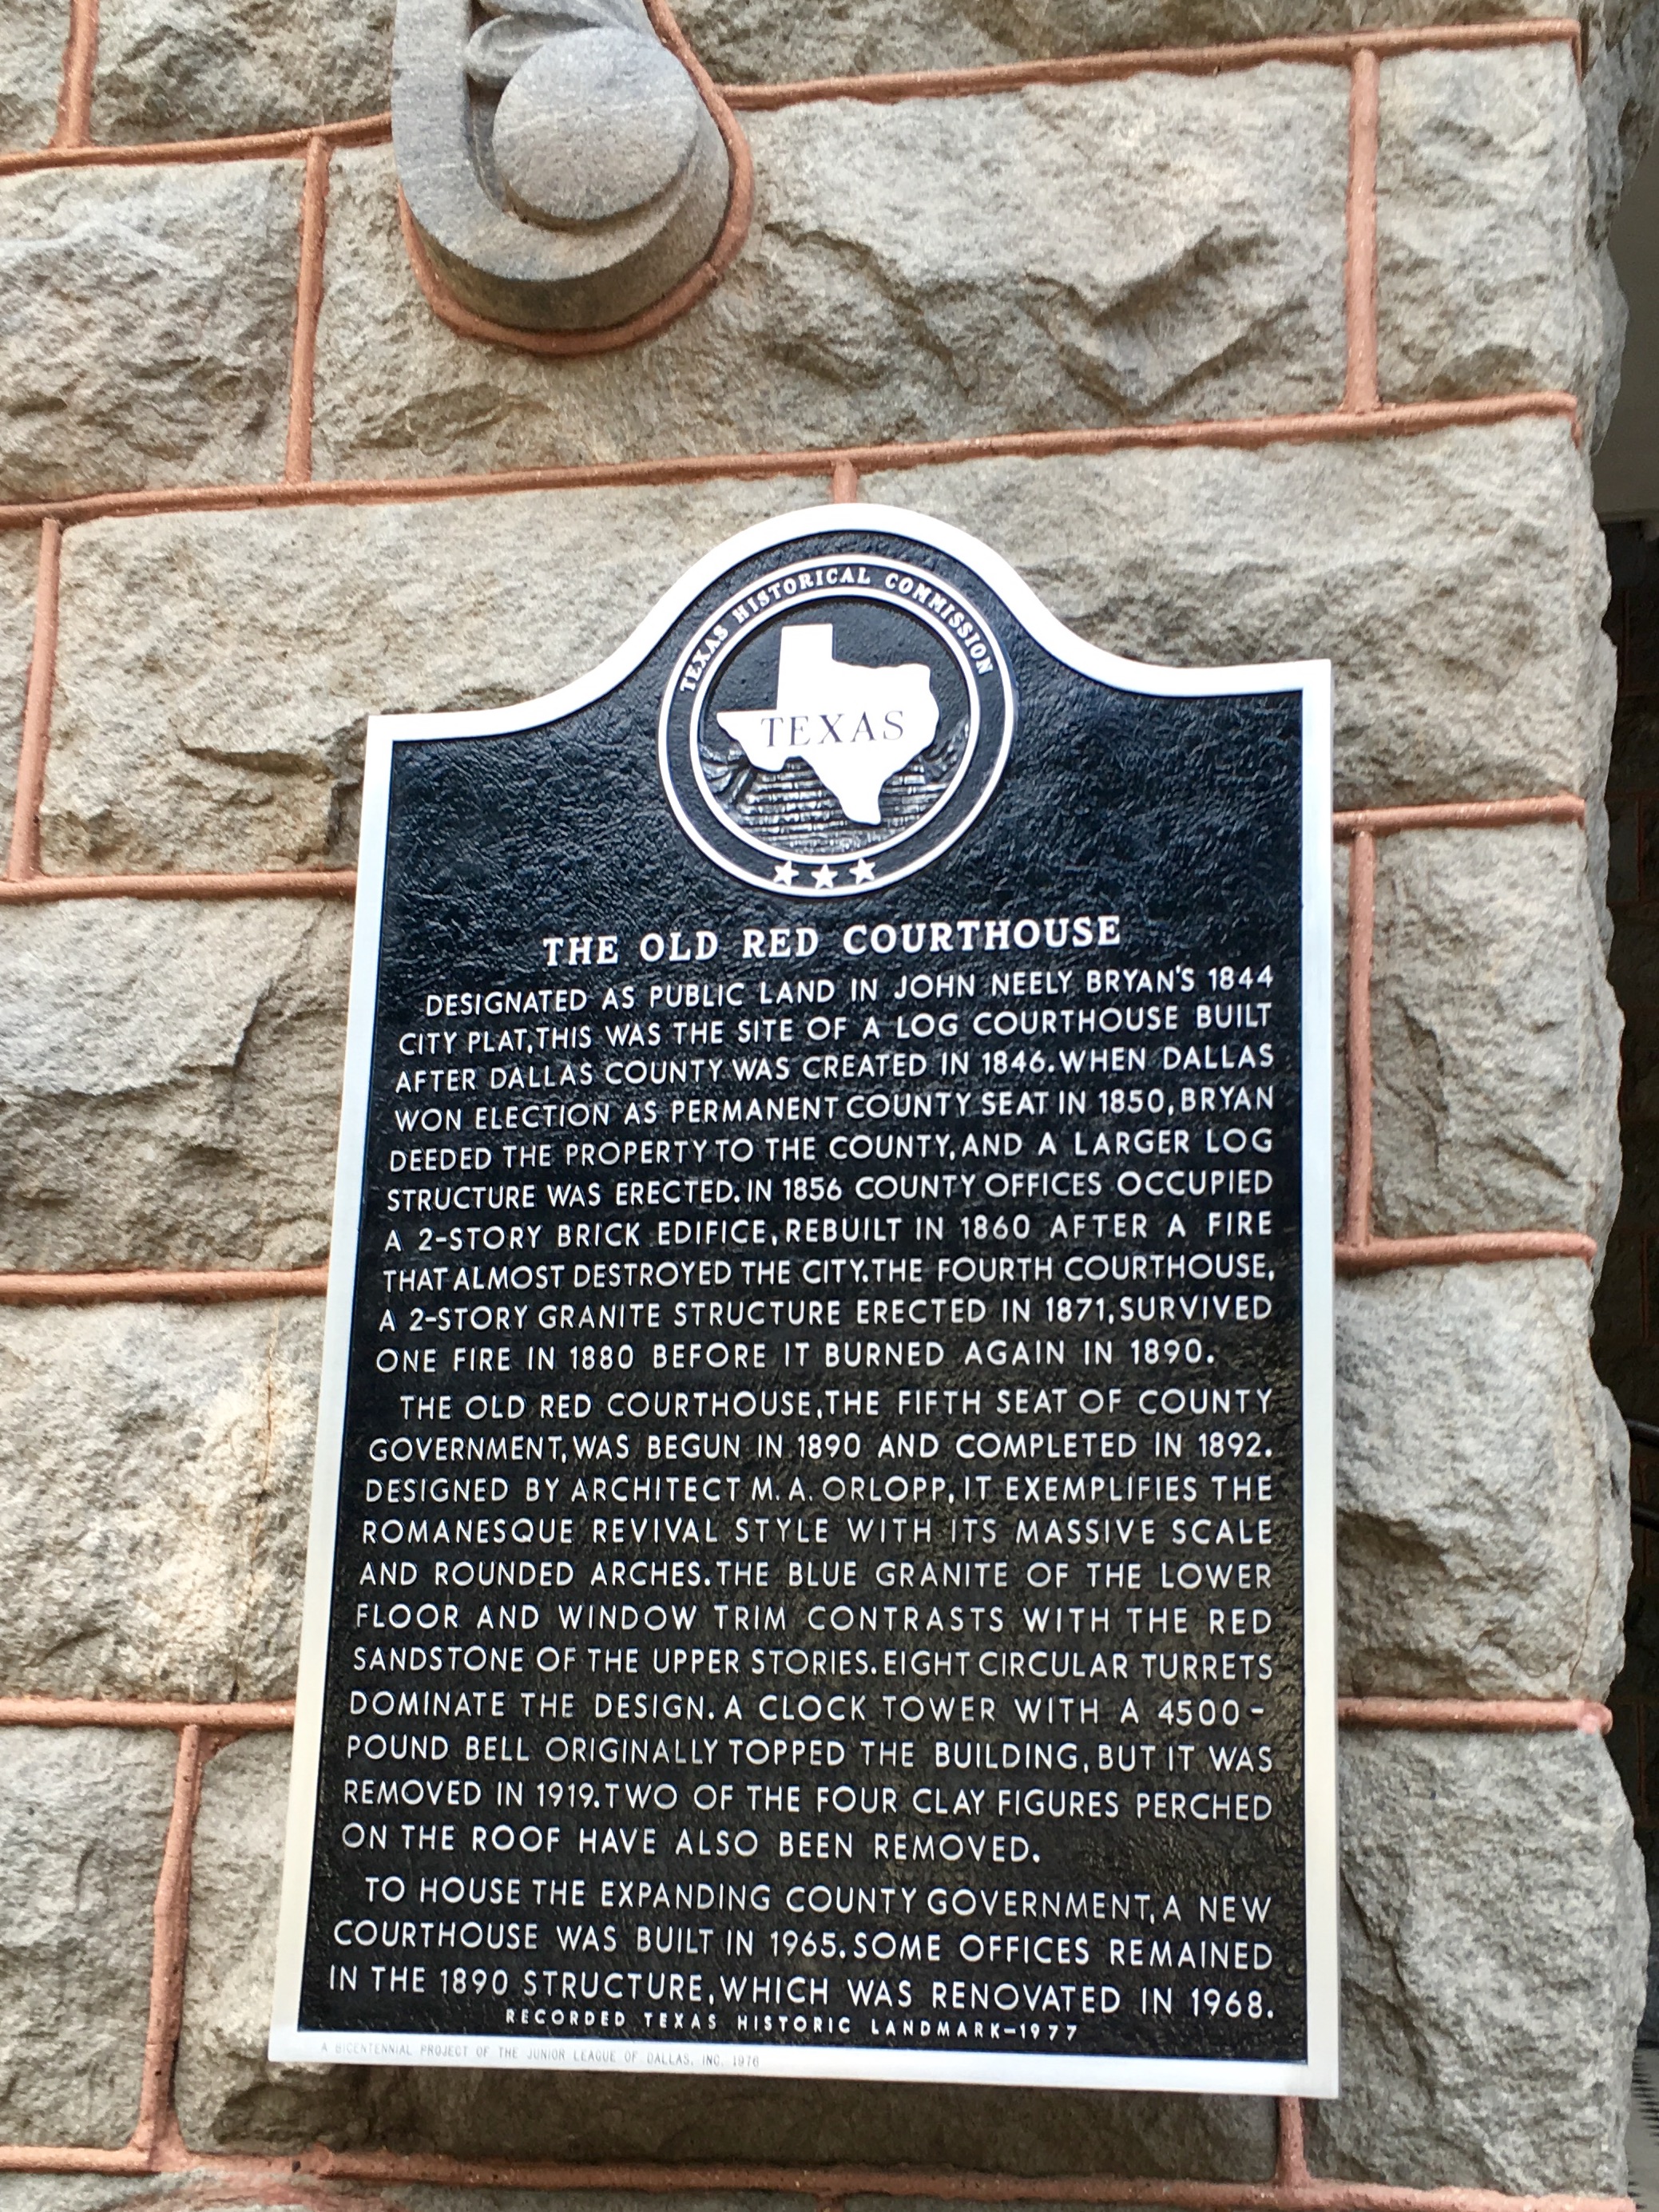 TEXAS HISTORICAL COMMISSION
TEXAS
THE OLD RED COURTHOUSE
DESIGNATED AS PUBLIC LAND IN JOHN NEELY BRYAN'S 1844
CITY PLAT, THIS WAS THE SITE OF A LOG COURTHOUSE BUILT
AFTER DALLAS COUNTY WAS CREATED IN 1846. WHEN DALLAS
WON ELECTION AS PERMANENT COUNTY SEAT IN 1850, BRYAN
DEEDED THE PROPERTY TO THE COUNTY, AND A LARGER LOG
STRUCTURE WAS ERECTED. IN 1856 COUNTY OFFICES OCCUPIED
A 2-STORY BRICK EDIFICE, REBUILT IN 1860 AFTER A FIRE
THAT ALMOST DESTROYED THE CITY. THE FOURTH COURTHOUSE,
A 2-STORY GRANITE STRUCTURE ERECTED IN 1871, SURVIVED
ONE FIRE IN 1880 BEFORE IT BURNED AGAIN IN 1890.
THE OLD RED COURTHOUSE, THE FIFTH SEAT OF COUNTY
GOVERNMENT, WAS BEGUN IN 1890 AND COMPLETED IN 1892.
DESIGNED BY ARCHITECT M. A. ORLOPP, IT EXEMPLIFIES THE
ROMANESQUE REVIVAL STYLE WITH ITS MASSIVE SCALE
AND ROUNDED ARCHES. THE BLUE GRANITE OF THE LOWER
FLOOR AND WINDOW TRIM CONTRASTS WITH THE RED
SANDSTONE OF THE UPPER STORIES. EIGHT CIRCULAR TURRETS
DOMINATE THE DESIGN. A CLOCK TOWER WITH A 4500-
POUND BELL ORIGINALLY TOPPED THE BUILDING, BUT IT WAS
REMOVED IN 1919. TWO OF THE FOUR CLAY FIGURES PERCHED
ON THE ROOF HAVE ALSO BEEN REMOVED.
TO HOUSE THE EXPANDING COUNTY GOVERNMENT, A NEW
COURTHOUSE WAS BUILT IN 1965. SOME OFFICES REMAINED
IN THE 1890 STRUCTURE, WHICH WAS RENOVATED IN 1968.
RECORDED TEXAS HISTORIC LANDMARK-1977
A BICENTENNIAL PROJECT OF THE JUNIOR LEAGUE OF DALLAS, INC. 1976